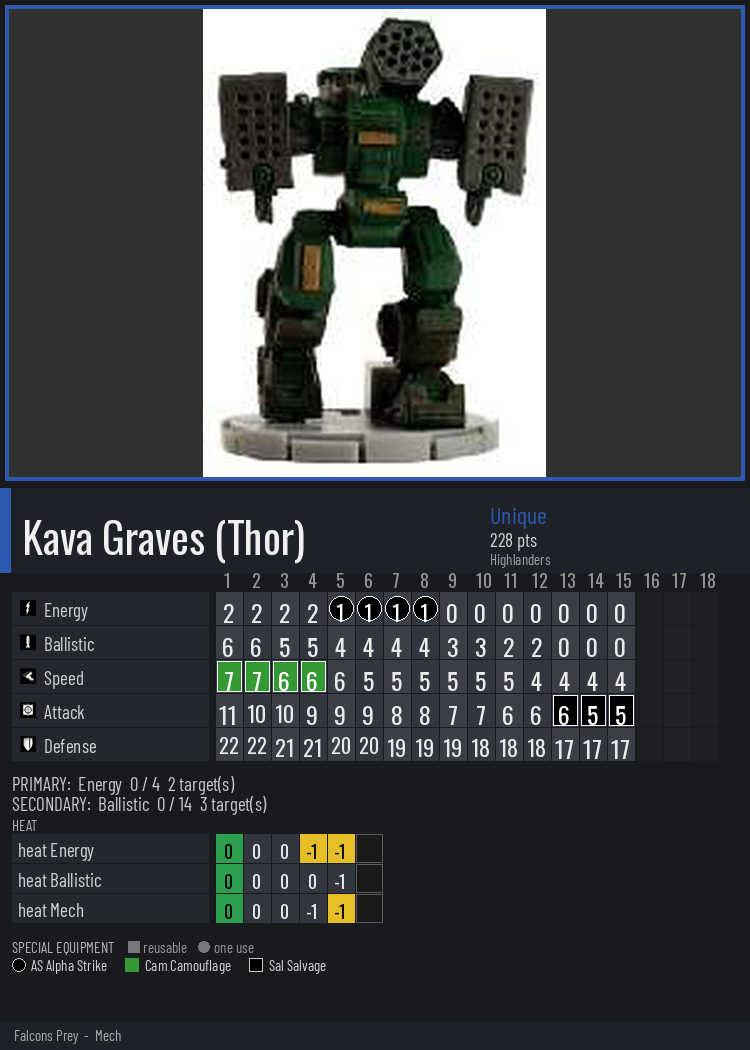 Kava Graves (Thor)
Unique
228 pts
Highlanders
1 2 3 4 5 6 7 8 9 10 11 12 13 14 15 16 17 18
Energy 2 2 2 2 1 1 1 1 0 0 0 0 0 0 0
Ballistic 6 6 5 5 4 4 4 4 3 3 2 2 0 0 0
Speed 7 7 6 6 6 5 5 5 5 5 5 4 4 4 4
Attack 11 10 10 9 9 9 8 8 7 7 6 6 6 5 5
Defense 22 22 21 21 20 20 19 19 19 18 18 18 17 17 17
PRIMARY: Energy 0 / 4 2 target(s)
SECONDARY: Ballistic 0 / 14 3 target(s)
HEAT
heat Energy 0 0 0 -1 -1
heat Ballistic 0 0 0 0 -1
heat Mech 0 0 0 -1 -1
SPECIAL EQUIPMENT reusable one use
AS Alpha Strike Cam Camouflage Sal Salvage
Falcons Prey - Mech